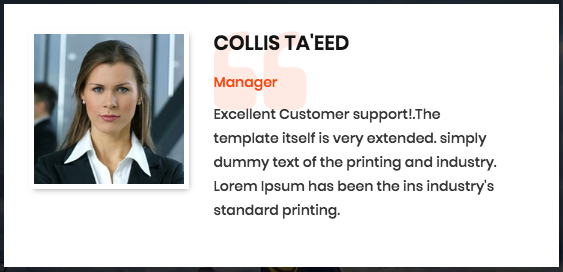 COLLIS TA'EED
Manager
Excellent Customer support!.The
template itself is very extended. simply
dummy text of the printing and industry.
Lorem Ipsum has been the ins industry's
standard printing.